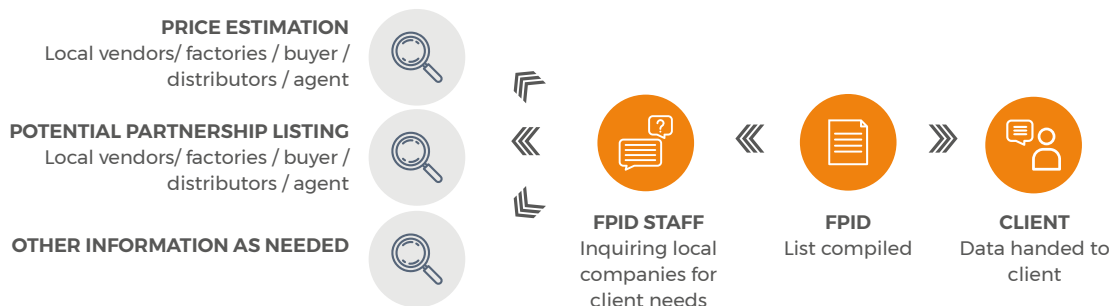 PRICE ESTIMATION
Local vendors/ factories / buyer /
distributors / agent
POTENTIAL PARTNERSHIP LISTING
Local vendors/ factories / buyer /
distributors / agent
OTHER INFORMATION AS NEEDED
?
FPID STAFF
Inquiring local
companies for
client needs
FPID
List compiled
CLIENT
Data handed to
client